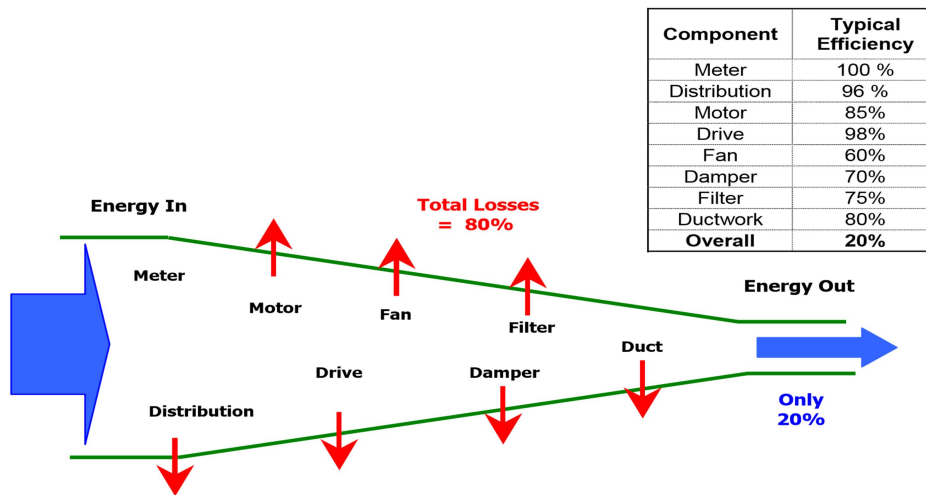 Component Typical
Efficiency
Meter 100 %
Distribution 96 %
Motor 85%
Drive 98%
Fan 60%
Damper 70%
Filter 75%
Ductwork 80%
Overall 20%
Energy In
Total Losses
= 80%
Meter
Motor
Fan
Filter
Energy Out
Distribution
Drive
Damper
Duct
Only
20%